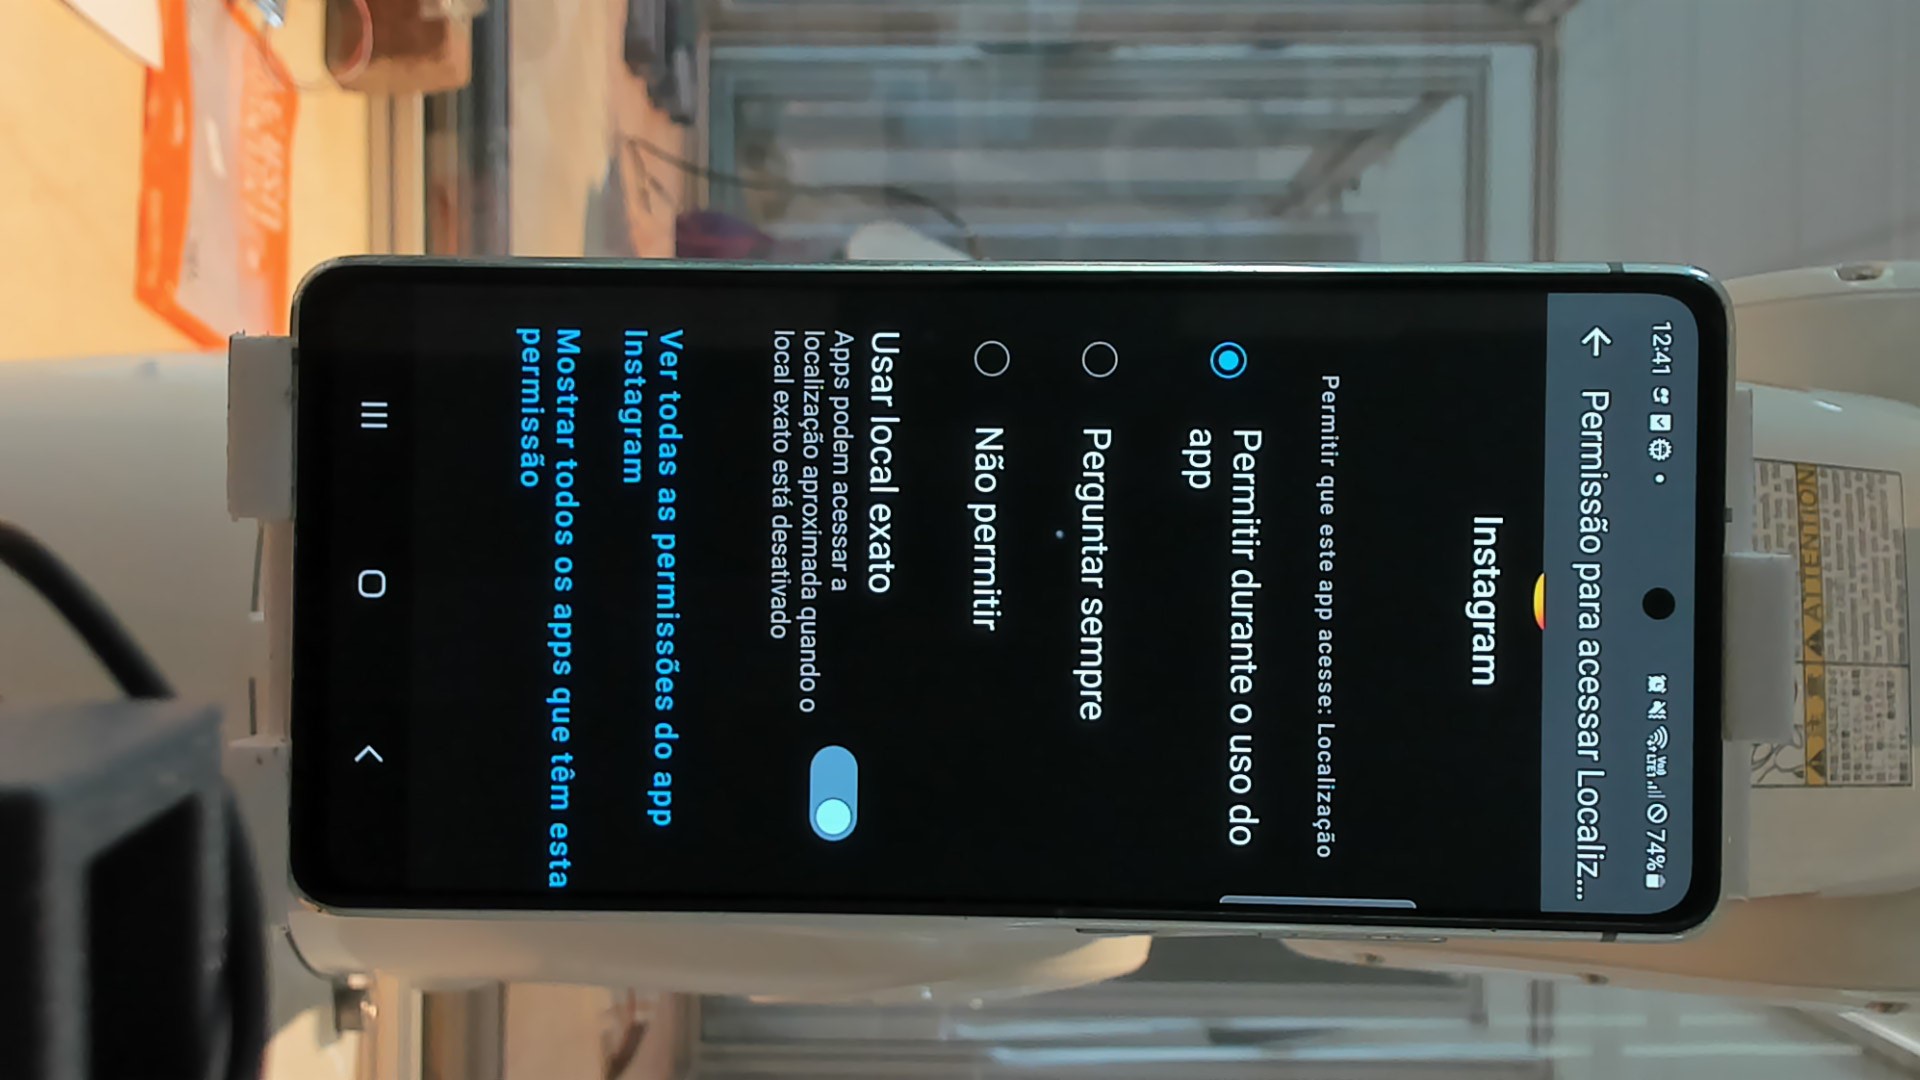 12:41
74%
Permissão para acessar Localiz...
Instagram
Permitir que este app acesse: Localização
Permitir durante o uso do
app
Perguntar sempre
Não permitir
Usar local exato
Apps podem acessar a
localização aproximada quando o
local exato está desativado
Ver todas as permissões do app
Instagram
Mostrar todos os apps que têm esta
permissão